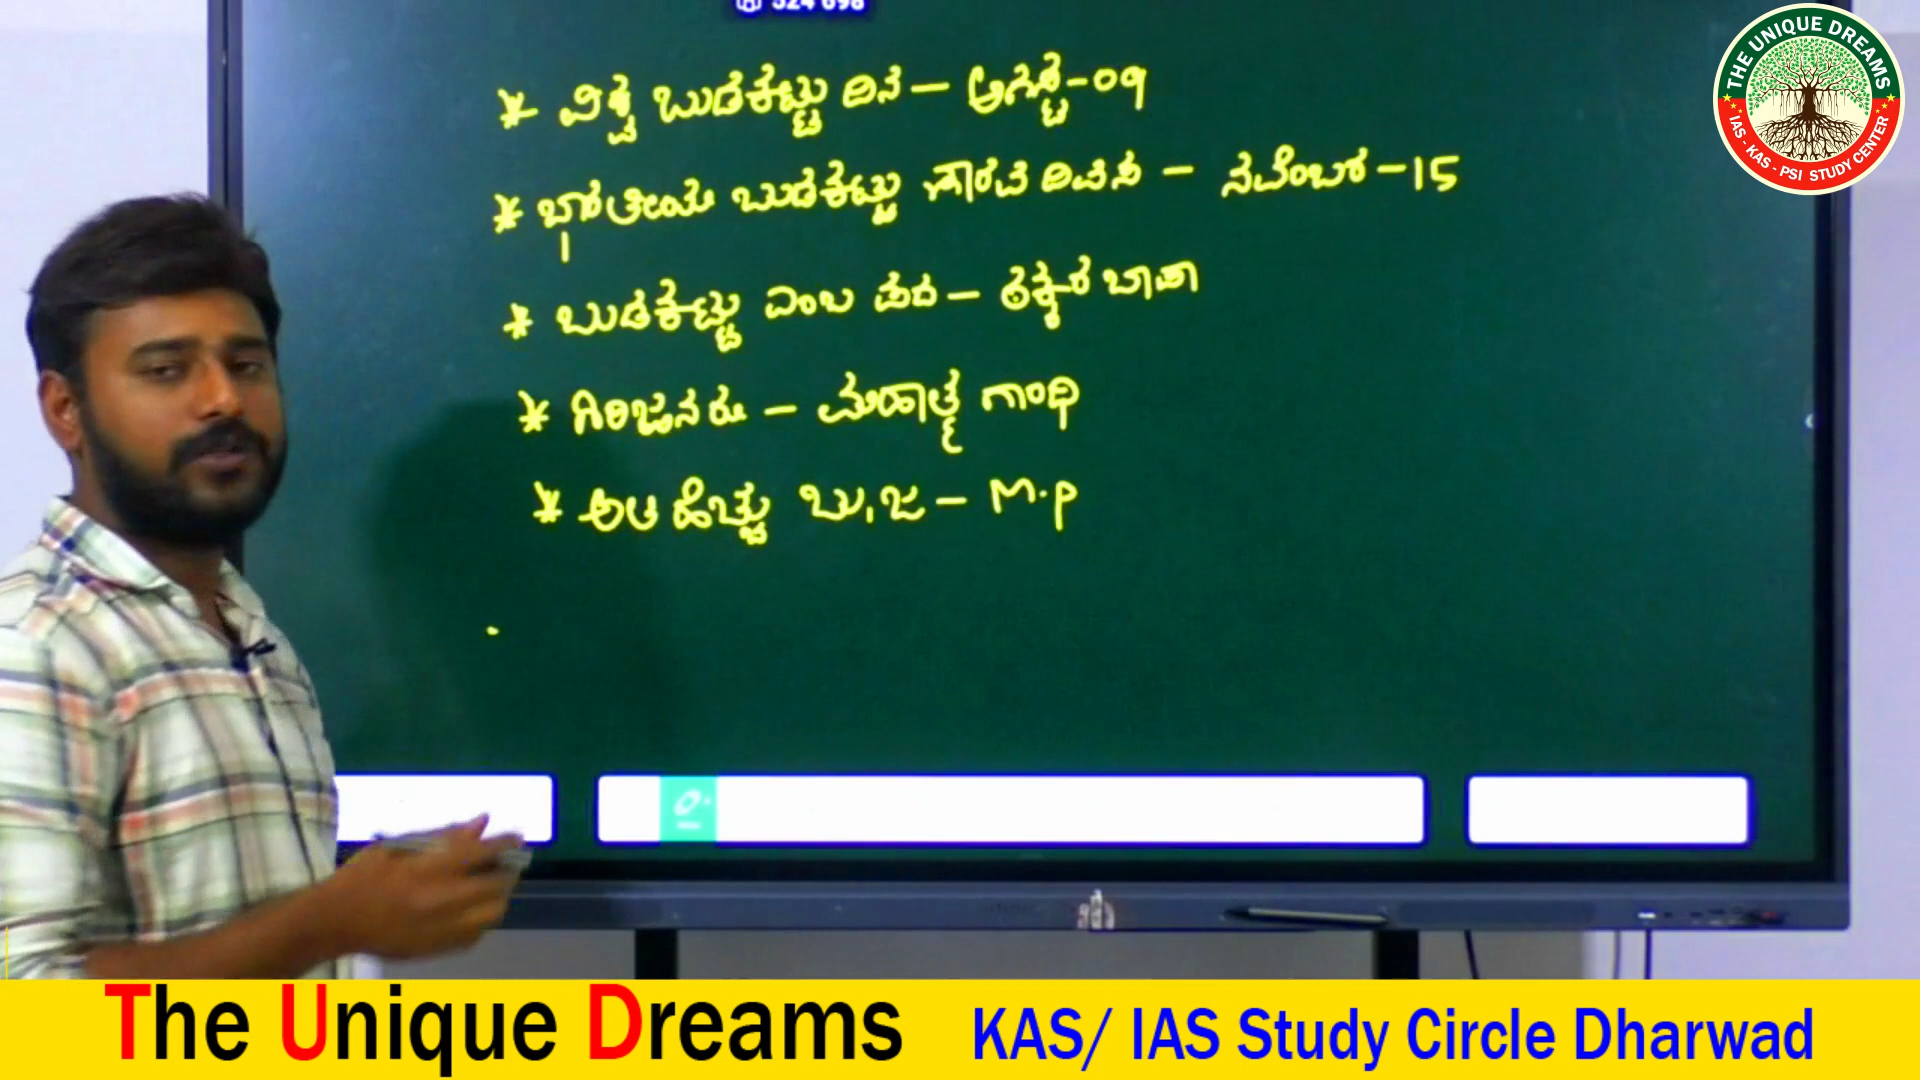 * ವಿಶ್ವ ಬುಡಕಟ್ಟು ದಿನ – ಆಗಸ್ಟ್-09
* ಭಾರತೀಯ ಬುಡಕಟ್ಟು ಗೌರವ ದಿವಸ – ನವೆಂಬರ್ – 15
* ಬುಡಕಟ್ಟು ಎಂಬ ಪದ – ಠಕ್ಕರ ಬಾಪಾ
* ಗಿರಿಜನರು – ಮಹಾತ್ಮ ಗಾಂಧಿ
* ಅತಿ ಹೆಚ್ಚು ಬು.ಜ – M.P
THE UNIQUE DREAMS
IAS - KAS - PSI STUDY CENTER
The Unique Dreams KAS/ IAS Study Circle Dharwad